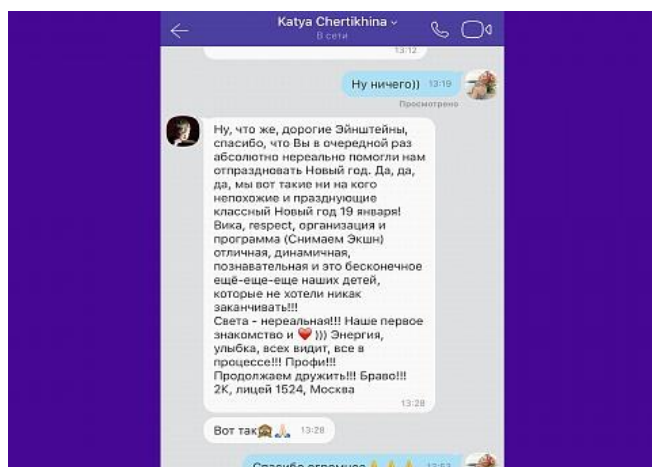 Katya Chertikhina
В сети
13:12
Ну ничего)) 13:19
Просмотрено
Ну, что же, дорогие Эйнштейны,
спасибо, что Вы в очередной раз
абсолютно нереально помогли нам
отпраздновать Новый год. Да, да,
да, мы вот такие ни на кого
непохожие и празднующие
классный Новый год 19 января!
Вика, respect, организация и
программа (Снимаем Экшн)
отличная, динамичная,
познавательная и это бесконечное
ещё-еще-еще наших детей,
которые не хотели никак
заканчивать!!!
Света - нереальная!!! Наше первое
знакомство и ❤️ ))) Энергия,
улыбка, всех видит, все в
процессе!!! Профи!!!
Продолжаем дружить!!! Браво!!!
2К, лицей 1524, Москва
13:28
Вот так🙈🙏🏻 13:28
Спасибо огромное